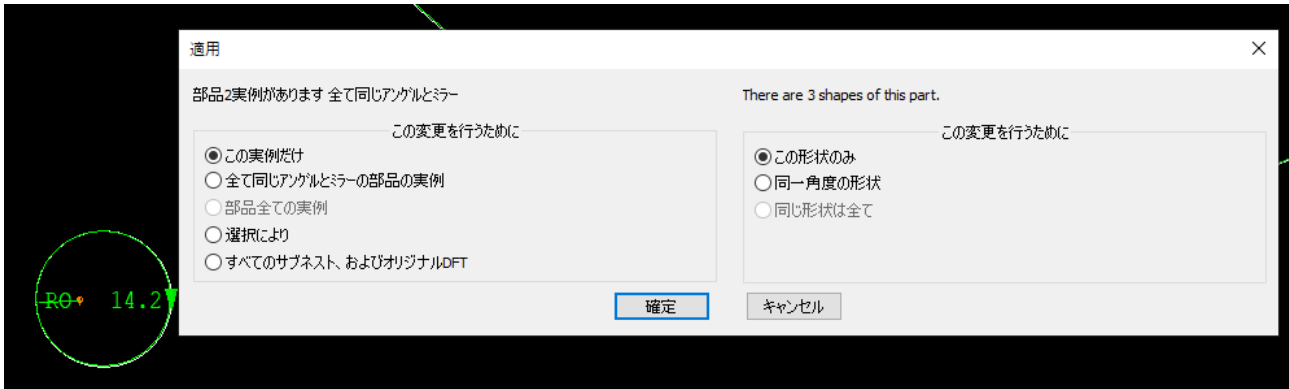 適用
部品2実例があります 全て同じｱﾝｸﾞﾙとﾐﾗｰ
この変更を行うために
この実例だけ
全て同じｱﾝｸﾞﾙとﾐﾗｰの部品の実例
部品全ての実例
選択により
すべてのサブネスト、およびオリジナルDFT
There are 3 shapes of this part.
この変更を行うために
この形状のみ
同一角度の形状
同じ形状は全て
確定
キャンセル
R0 14.2